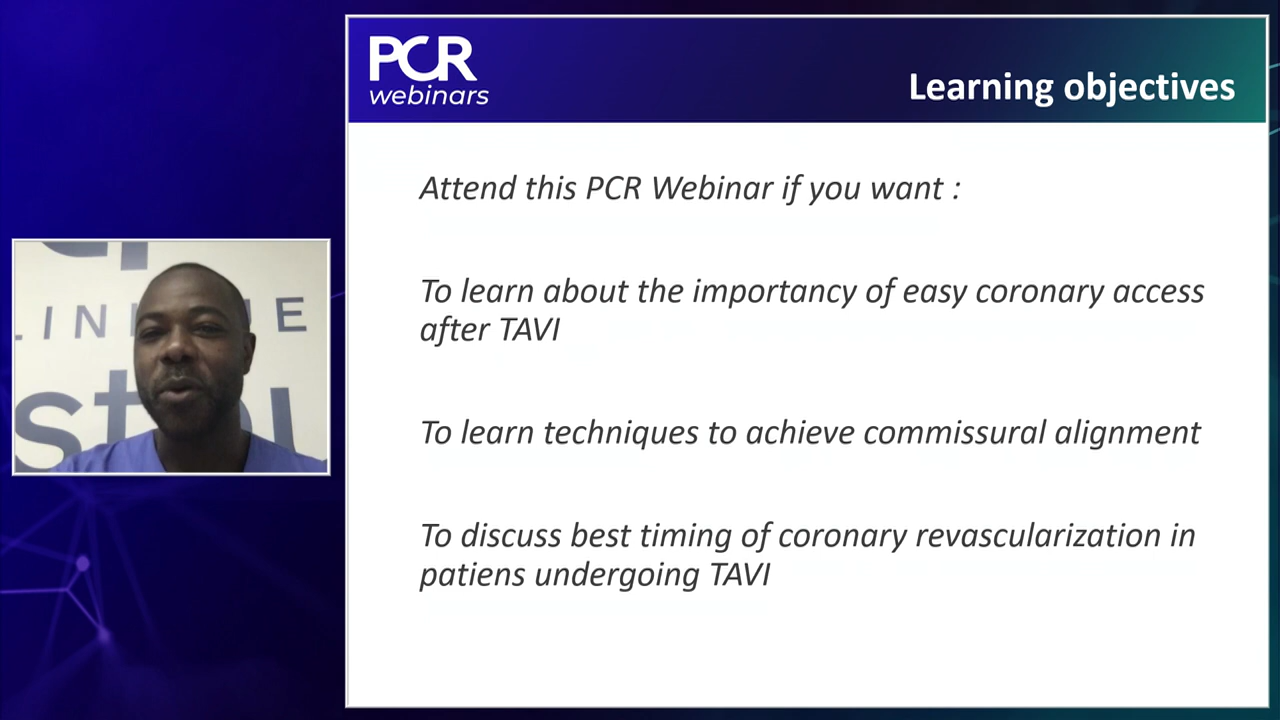 PCR
webinars
Learning objectives
Attend this PCR Webinar if you want :
To learn about the importancy of easy coronary access
after TAVI
To learn techniques to achieve commissural alignment
To discuss best timing of coronary revascularization in
patiens undergoing TAVI